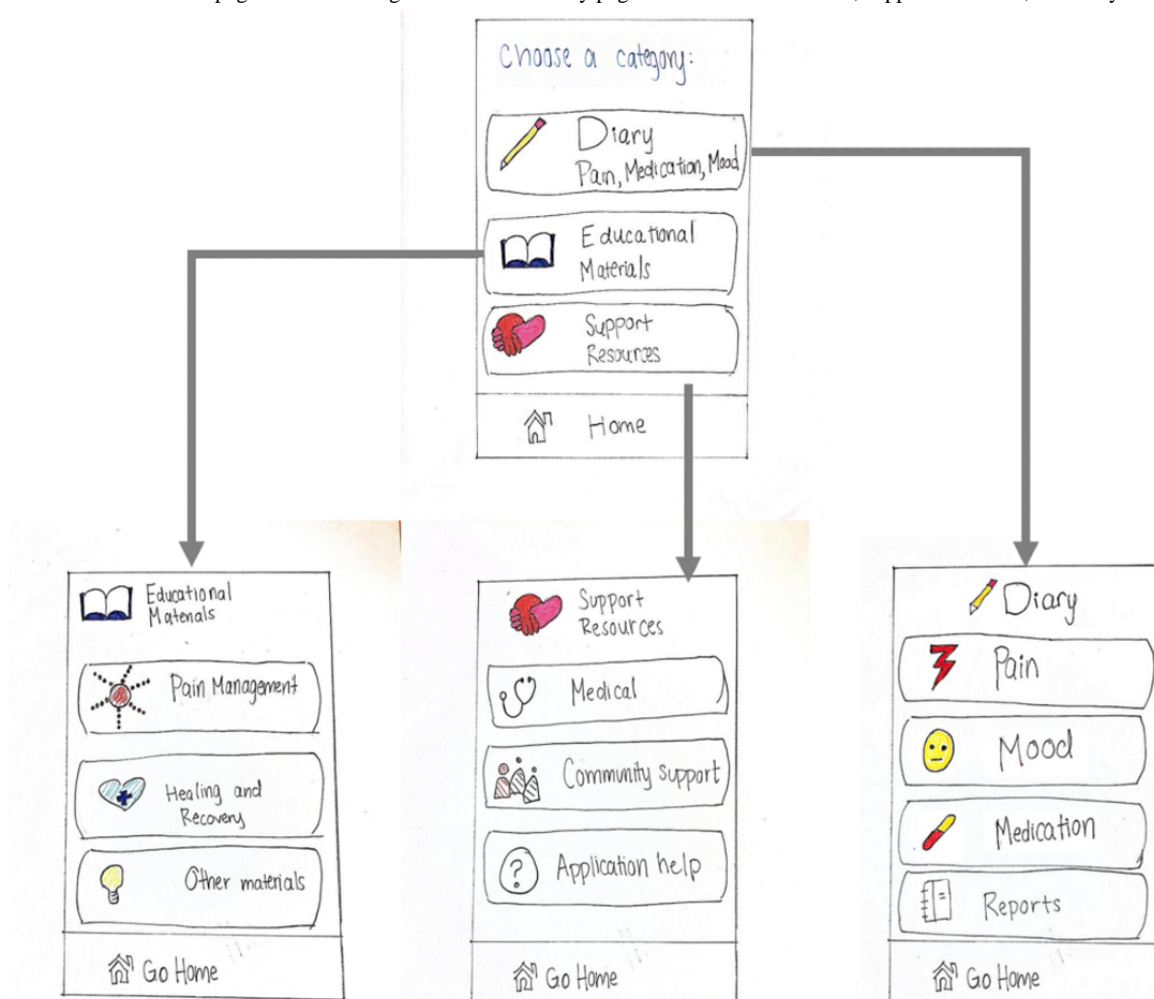 Choose a category:
Diary
Pain, Medication, Mood
Educational
Materials
Support
Resources
Home
Educational
Materials
Pain Management
Healing and
Recovery
Other materials
Go Home
Support
Resources
Medical
Community support
?
Application help
Go Home
Diary
Pain
Mood
Medication
Reports
Go Home